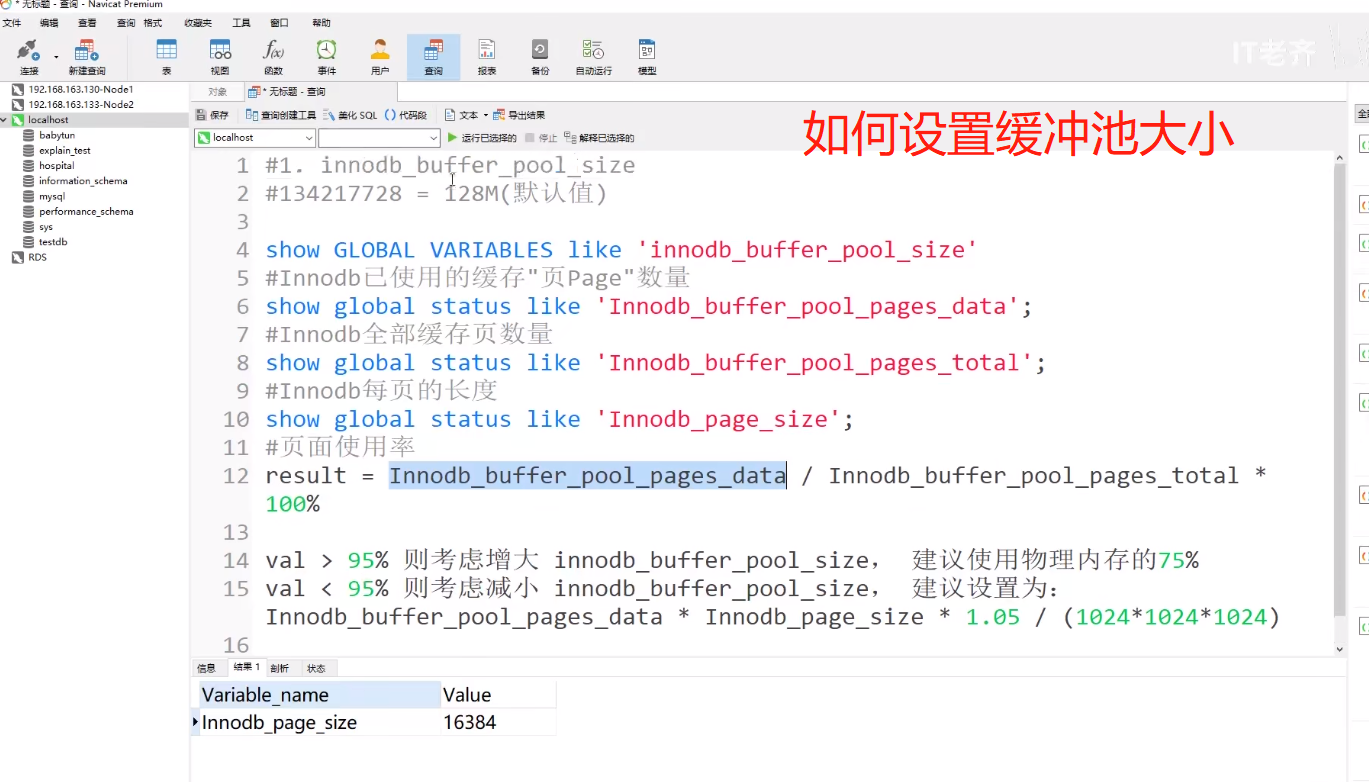 * 无标题 - 查询 - Navicat Premium
文件 编辑 查看 查询 格式 收藏夹 工具 窗口 帮助
连接 新建查询 表 视图 函数 事件 用户 查询 报表 备份 自动运行 模型
IT老齐
192.168.163.130-Node1
192.168.163.133-Node2
localhost
babytun
explain_test
hospital
information_schema
mysql
performance_schema
sys
testdb
RDS
对象 * 无标题 - 查询
保存 查询创建工具 美化 SQL () 代码段 文本 导出结果
localhost 运行已选择的 停止 解释已选择的
如何设置缓冲池大小
1 #1. innodb_buffer_pool_size
2 #134217728 = 128M(默认值)
3
4 show GLOBAL VARIABLES like 'innodb_buffer_pool_size'
5 #Innodb已使用的缓存"页Page"数量
6 show global status like 'Innodb_buffer_pool_pages_data';
7 #Innodb全部缓存页数量
8 show global status like 'Innodb_buffer_pool_pages_total';
9 #Innodb每页的长度
10 show global status like 'Innodb_page_size';
11 #页面使用率
12 result = Innodb_buffer_pool_pages_data / Innodb_buffer_pool_pages_total *
100%
13
14 val > 95% 则考虑增大 innodb_buffer_pool_size， 建议使用物理内存的75%
15 val < 95% 则考虑减小 innodb_buffer_pool_size， 建议设置为：
Innodb_buffer_pool_pages_data * Innodb_page_size * 1.05 / (1024*1024*1024)
16
信息 结果 1 剖析 状态
Variable_name Value
Innodb_page_size 16384